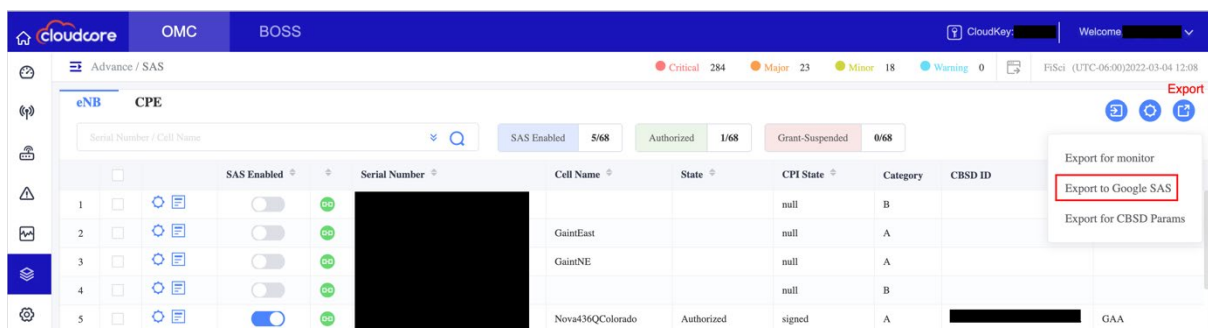 cloudcore OMC BOSS CloudKey: Welcome
Advance / SAS Critical 284 Major 23 Minor 18 Warning 0 FiSci (UTC-06:00)2022-03-04 12:08
Export
eNB CPE
Serial Number / Cell Name SAS Enabled 5/68 Authorized 1/68 Grant-Suspended 0/68
Export for monitor
Export to Google SAS
Export for CBSD Params
SAS Enabled Serial Number Cell Name State CPI State Category CBSD ID
1 null B
2 GaintEast null A
3 GaintNE null A
4 null B
5 Nova436QColorado Authorized signed A GAA